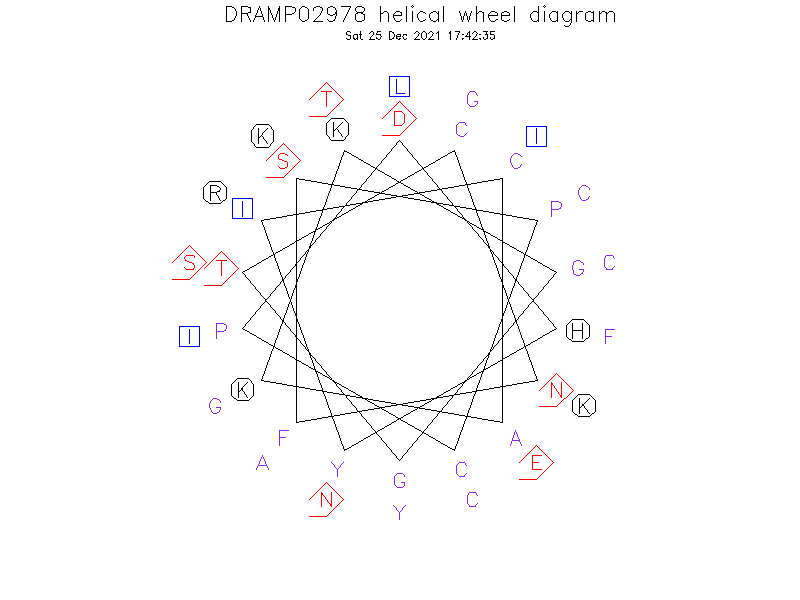 DRAMP02978 helical wheel diagram
Sat 25 Dec 2021 17:42:35
L
T
G
D
K
C
K
I
S
C
R
C
I
P
S
T
G
C
I
P
H
F
K
N
G
K
F
A
A
E
Y
C
G
N
C
Y